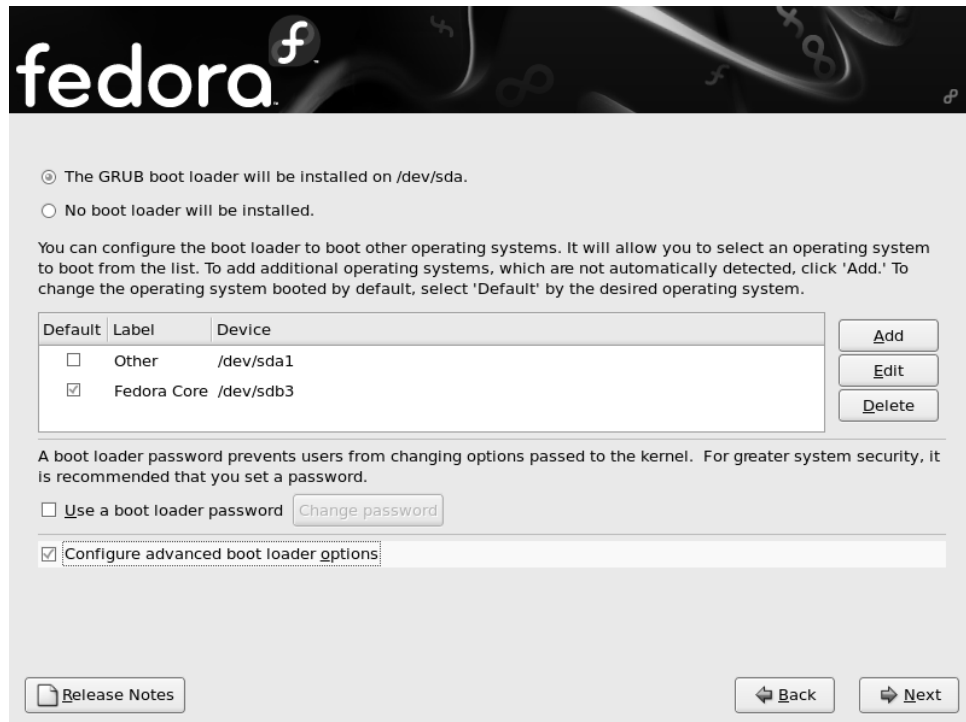 fedora
The GRUB boot loader will be installed on /dev/sda.
No boot loader will be installed.
You can configure the boot loader to boot other operating systems. It will allow you to select an operating system
to boot from the list. To add additional operating systems, which are not automatically detected, click 'Add.' To
change the operating system booted by default, select 'Default' by the desired operating system.
Default Label Device
Other /dev/sda1
Fedora Core /dev/sdb3
Add
Edit
Delete
A boot loader password prevents users from changing options passed to the kernel. For greater system security, it
is recommended that you set a password.
Use a boot loader password Change password
Configure advanced boot loader options
Release Notes Back Next